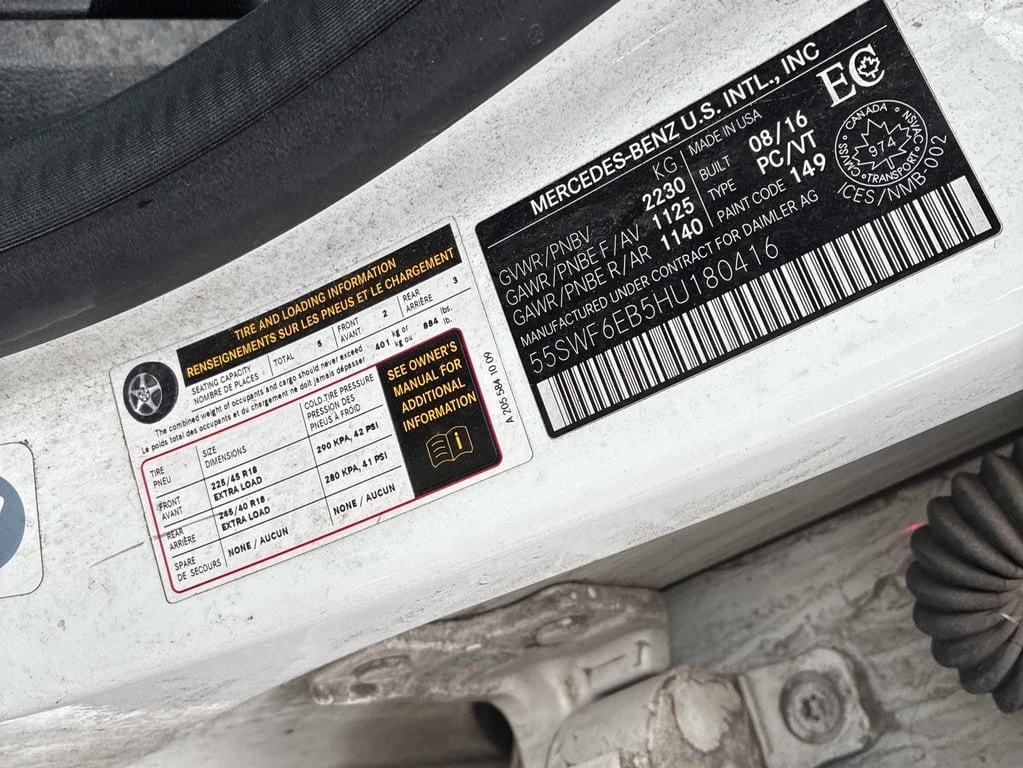 TIRE AND LOADING INFORMATION
RENSEIGNEMENTS SUR LES PNEUS ET LE CHARGEMENT
SEATING CAPACITY
NOMBRE DE PLACES
TOTAL 5
FRONT
AVANT 2
REAR
ARRIÈRE 3
The combined weight of occupants and cargo should never exceed 401 kg or 884 lbs.
Le poids total des occupants et du chargement ne doit jamais dépasser kg ou lb.
TIRE
PNEU
SIZE
DIMENSIONS
COLD TIRE PRESSURE
PRESSION DES
PNEUS À FROID
FRONT
AVANT
225/45 R18
EXTRA LOAD
290 KPA, 42 PSI
REAR
ARRIÈRE
245/40 R18
EXTRA LOAD
280 KPA, 41 PSI
SPARE
DE SECOURS
NONE / AUCUN
NONE / AUCUN
SEE OWNER'S
MANUAL FOR
ADDITIONAL
INFORMATION
i
A 205 584 10 09
MERCEDES-BENZ U.S. INTL., INC
KG
GVWR/PNBV 2230
GAWR/PNBE F/AV 1125
GAWR/PNBE R/AR 1140
MADE IN USA
BUILT 08/16
TYPE PC/VT
PAINT CODE 149
MANUFACTURED UNDER CONTRACT FOR DAIMLER AG
55SWF6EB5HU180416
EC
CANADA • NSVAC • TRANSPORT • CMVSS
974
ICES/NMB-002